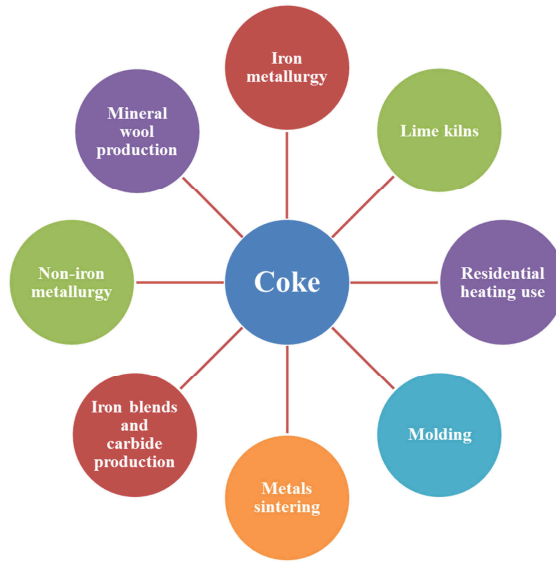 Iron
metallurgy
Mineral
wool
production
Lime kilns
Non-iron
metallurgy
Coke
Residential
heating use
Iron blends
and
carbide
production
Molding
Metals
sintering